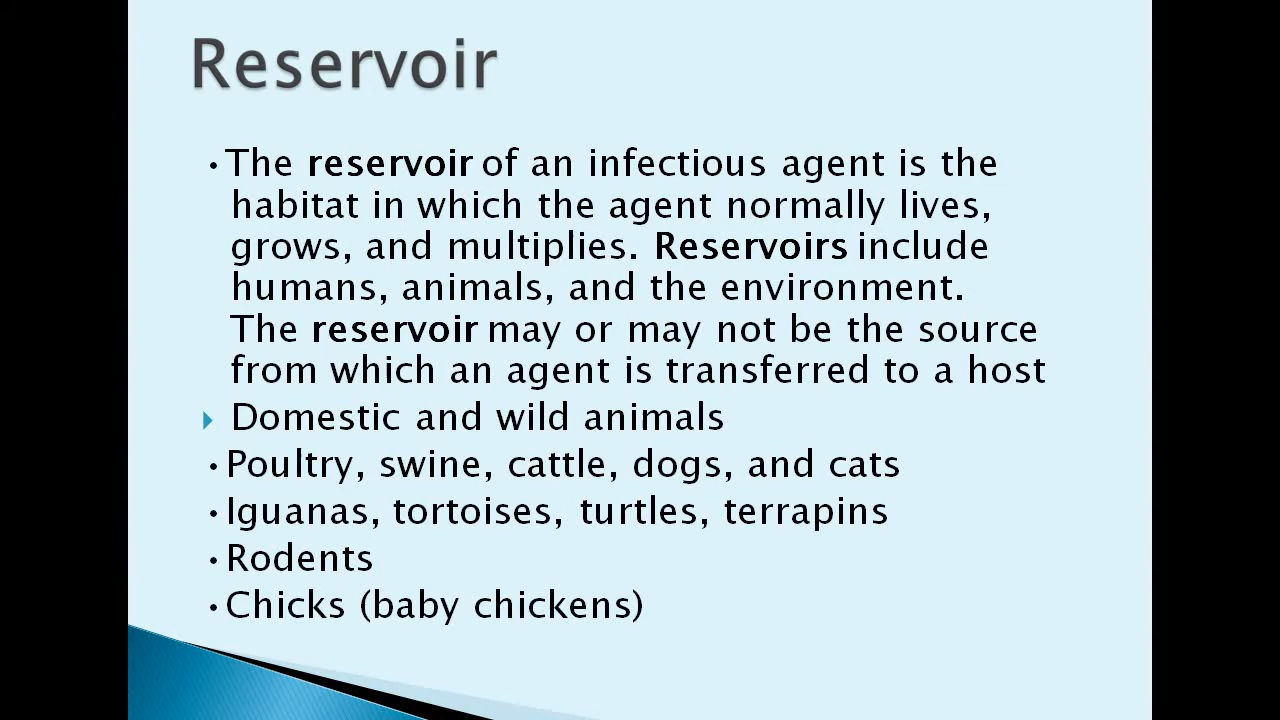 Reservoir
•The reservoir of an infectious agent is the
habitat in which the agent normally lives,
grows, and multiplies. Reservoirs include
humans, animals, and the environment.
The reservoir may or may not be the source
from which an agent is transferred to a host
Domestic and wild animals
•Poultry, swine, cattle, dogs, and cats
•Iguanas, tortoises, turtles, terrapins
•Rodents
•Chicks (baby chickens)